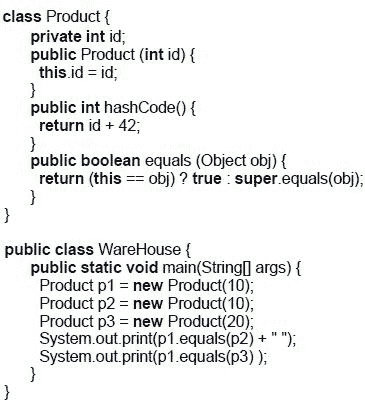 class Product {
private int id;
public Product (int id) {
this.id = id;
}
public int hashCode() {
return id + 42;
}
public boolean equals (Object obj) {
return (this == obj) ? true : super.equals(obj);
}
}
public class WareHouse {
public static void main(String[] args) {
Product p1 = new Product(10);
Product p2 = new Product(10);
Product p3 = new Product(20);
System.out.print(p1.equals(p2) + " ");
System.out.print(p1.equals(p3) );
}
}